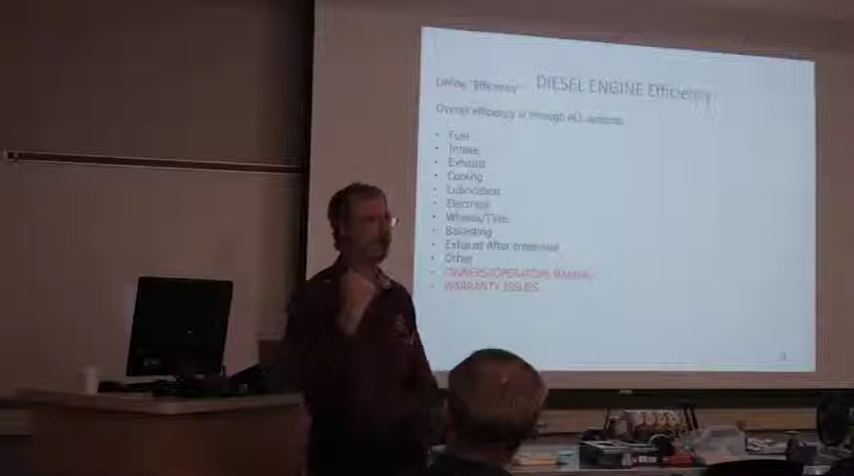 DIESEL ENGINE Efficiency
Define "Efficiency"
Overall efficiency is through ALL systems
• Fuel
• Intake
• Exhaust
• Cooling
• Lubrication
• Electrical
• Wheels/Tires
• Ballasting
• Exhaust After-treatment
• Other
• OWNERS/OPERATORS MANUAL
• WARRANTY ISSUES